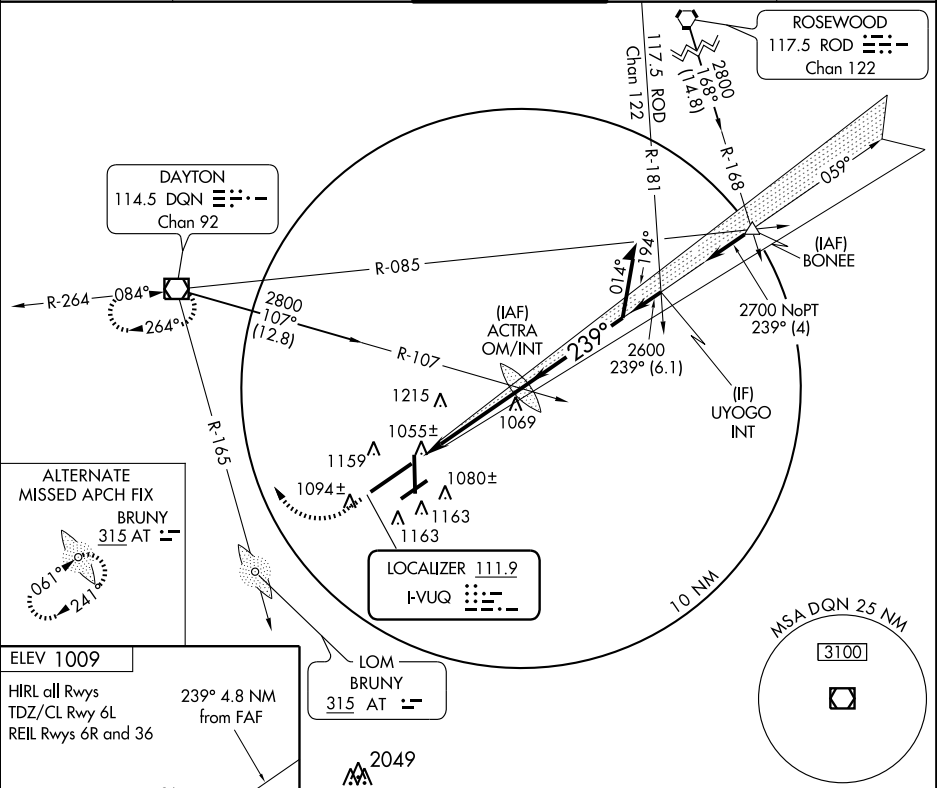 ROSEWOOD
117.5 ROD
Chan 122
117.5 ROD
Chan 122
R-181
2800
168°
(14.8)
R-168
059°
DAYTON
114.5 DQN
Chan 92
R-264
084°
264°
R-085
2800
107°
(12.8)
R-107
(IAF)
ACTRA
OM/INT
239°
014°
194°
(IAF)
BONEE
2700 NoPT
239° (4)
2600
239° (6.1)
(IF)
UYOGO
INT
R-165
1215
1069
1055±
1159
1094±
1080±
1163
1163
ALTERNATE
MISSED APCH FIX
BRUNY
315 AT
061°
241°
LOCALIZER 111.9
I-VUQ
10 NM
MSA DQN 25 NM
3100
LOM
BRUNY
315 AT
ELEV 1009
HIRL all Rwys
TDZ/CL Rwy 6L
REIL Rwys 6R and 36
239° 4.8 NM
from FAF
2049